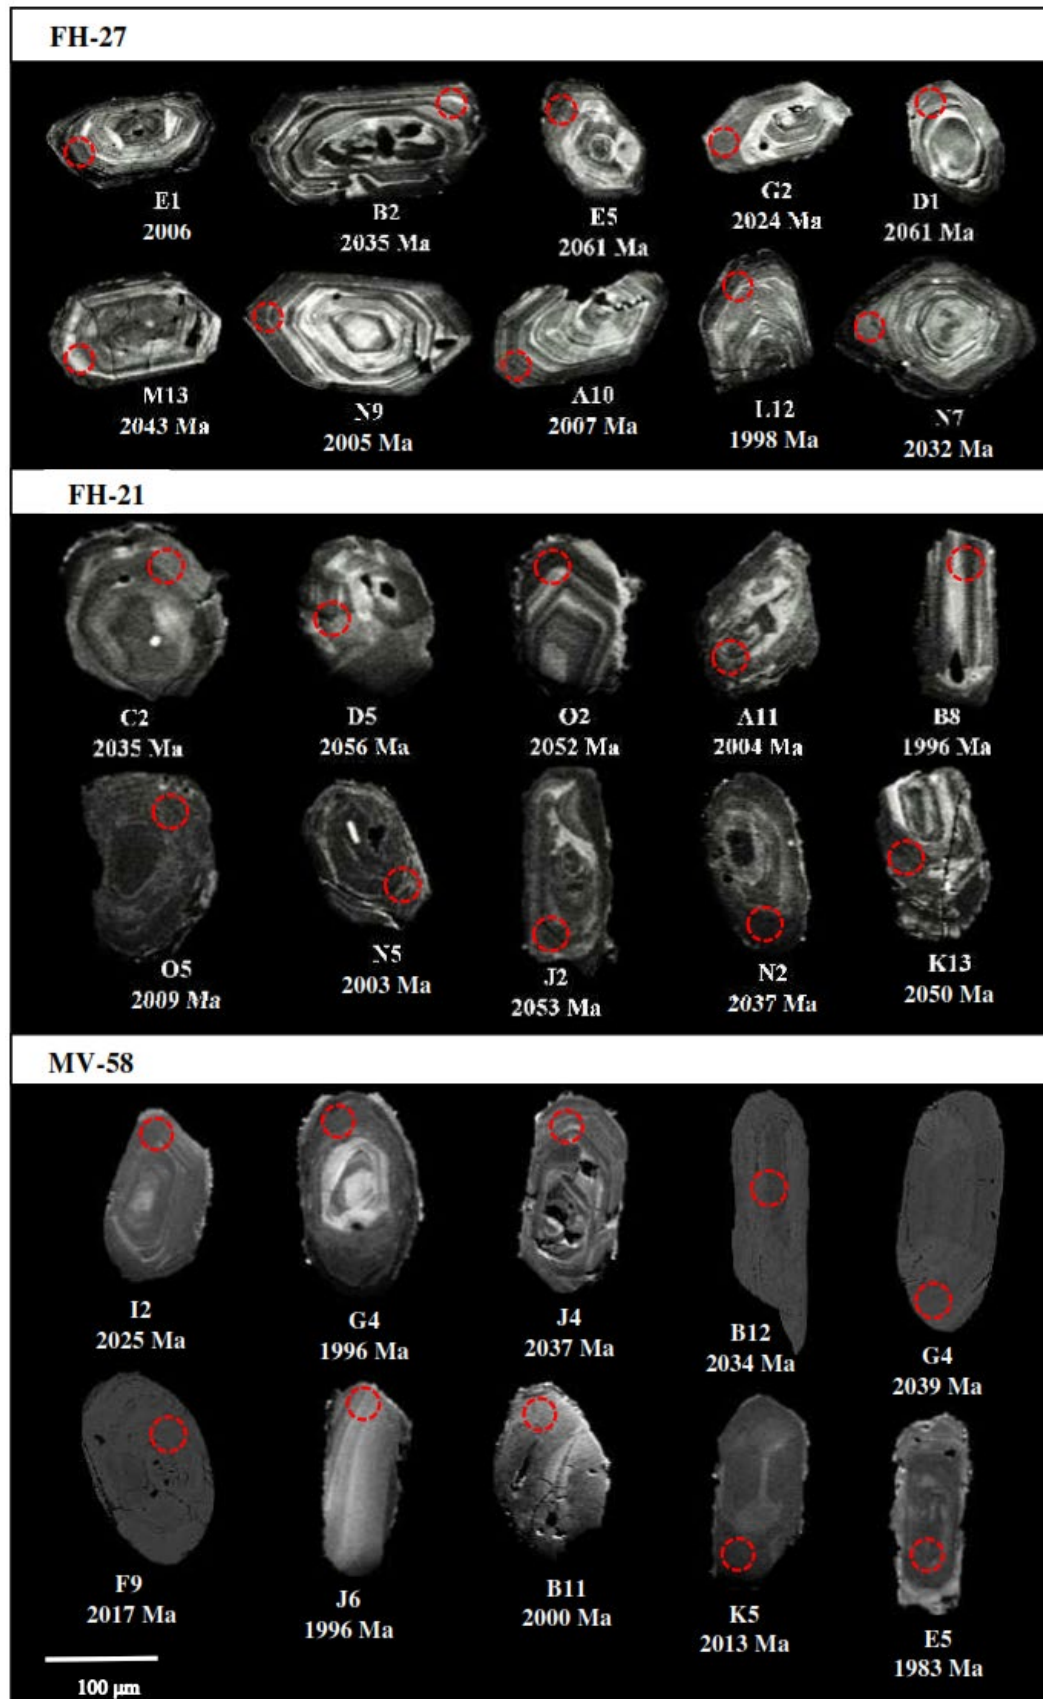 FH-27
E1
2006
B2
2035 Ma
E5
2061 Ma
G2
2024 Ma
D1
2061 Ma
M13
2043 Ma
N9
2005 Ma
A10
2007 Ma
L12
1998 Ma
N7
2032 Ma
FH-21
C2
2035 Ma
D5
2056 Ma
O2
2052 Ma
A11
2004 Ma
B8
1996 Ma
O5
2009 Ma
N5
2003 Ma
J2
2053 Ma
N2
2037 Ma
K13
2050 Ma
MV-58
I2
2025 Ma
G4
1996 Ma
J4
2037 Ma
B12
2034 Ma
G4
2039 Ma
F9
2017 Ma
J6
1996 Ma
B11
2000 Ma
K5
2013 Ma
E5
1983 Ma
100 μm